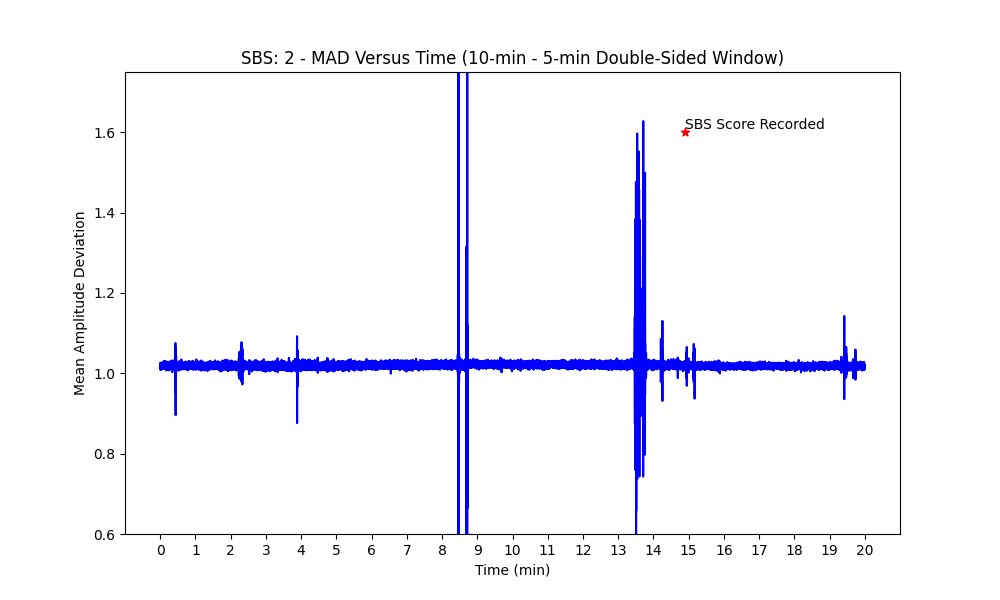 SBS: 2 - MAD Versus Time (10-min - 5-min Double-Sided Window)
Mean Amplitude Deviation
1.6
1.4
1.2
1.0
0.8
0.6
SBS Score Recorded
0 1 2 3 4 5 6 7 8 9 10 11 12 13 14 15 16 17 18 19 20
Time (min)